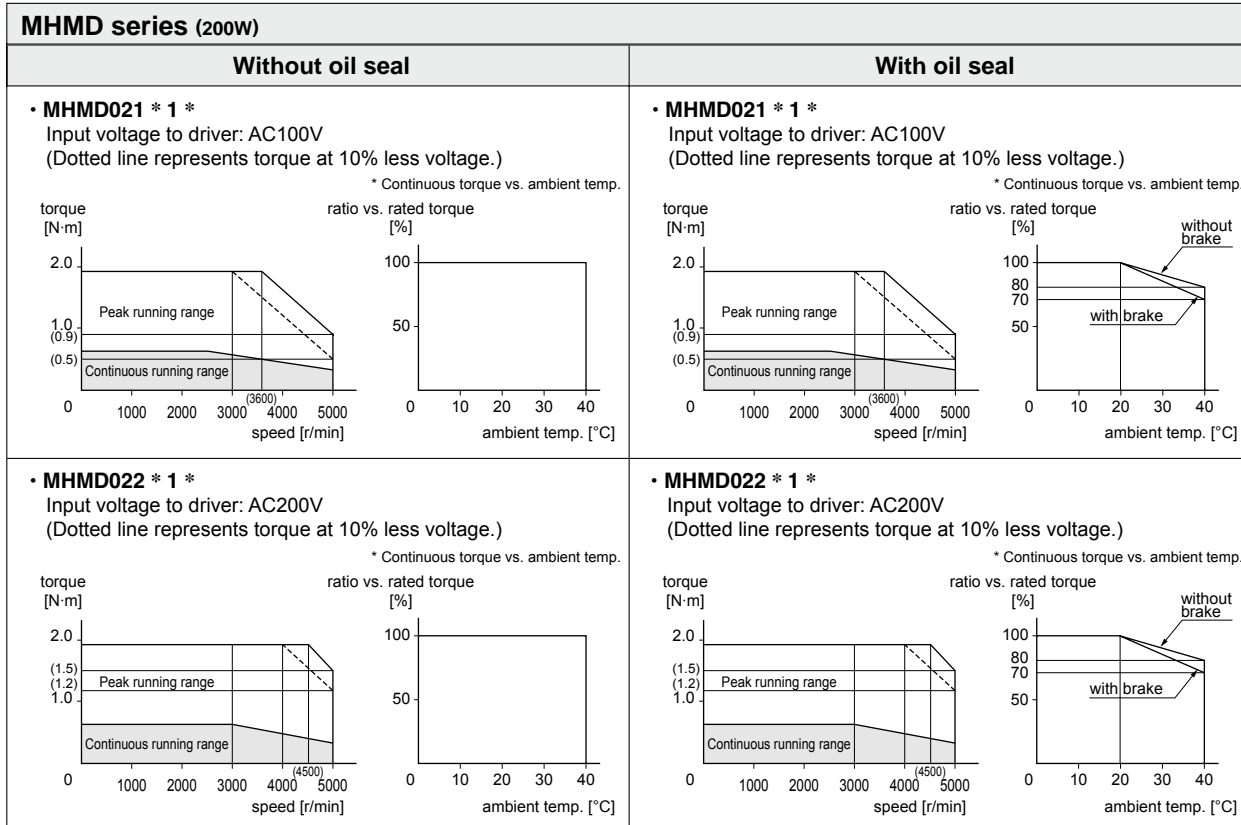 MHMD series (200W)
Without oil seal
With oil seal
・MHMD021 * 1 *
Input voltage to driver: AC100V
(Dotted line represents torque at 10% less voltage.)
* Continuous torque vs. ambient temp.
torque
[N·m]
ratio vs. rated torque
[%]
2.0
1.0
(0.9)
(0.5)
Peak running range
Continuous running range
0
1000
2000
3000
(3600)
4000
5000
speed [r/min]
100
50
0
10
20
30
40
ambient temp. [°C]
・MHMD021 * 1 *
Input voltage to driver: AC100V
(Dotted line represents torque at 10% less voltage.)
* Continuous torque vs. ambient temp.
torque
[N·m]
ratio vs. rated torque
[%]
2.0
1.0
(0.9)
(0.5)
Peak running range
Continuous running range
0
1000
2000
3000
(3600)
4000
5000
speed [r/min]
without
brake
100
80
70
50
with brake
0
10
20
30
40
ambient temp. [°C]
・MHMD022 * 1 *
Input voltage to driver: AC200V
(Dotted line represents torque at 10% less voltage.)
* Continuous torque vs. ambient temp.
torque
[N·m]
ratio vs. rated torque
[%]
2.0
(1.5)
(1.2)
1.0
Peak running range
Continuous running range
0
1000
2000
3000
4000
(4500)
5000
speed [r/min]
100
50
0
10
20
30
40
ambient temp. [°C]
・MHMD022 * 1 *
Input voltage to driver: AC200V
(Dotted line represents torque at 10% less voltage.)
* Continuous torque vs. ambient temp.
torque
[N·m]
ratio vs. rated torque
[%]
2.0
(1.5)
(1.2)
1.0
Peak running range
Continuous running range
0
1000
2000
3000
4000
(4500)
5000
speed [r/min]
without
brake
100
80
70
50
with brake
0
10
20
30
40
ambient temp. [°C]